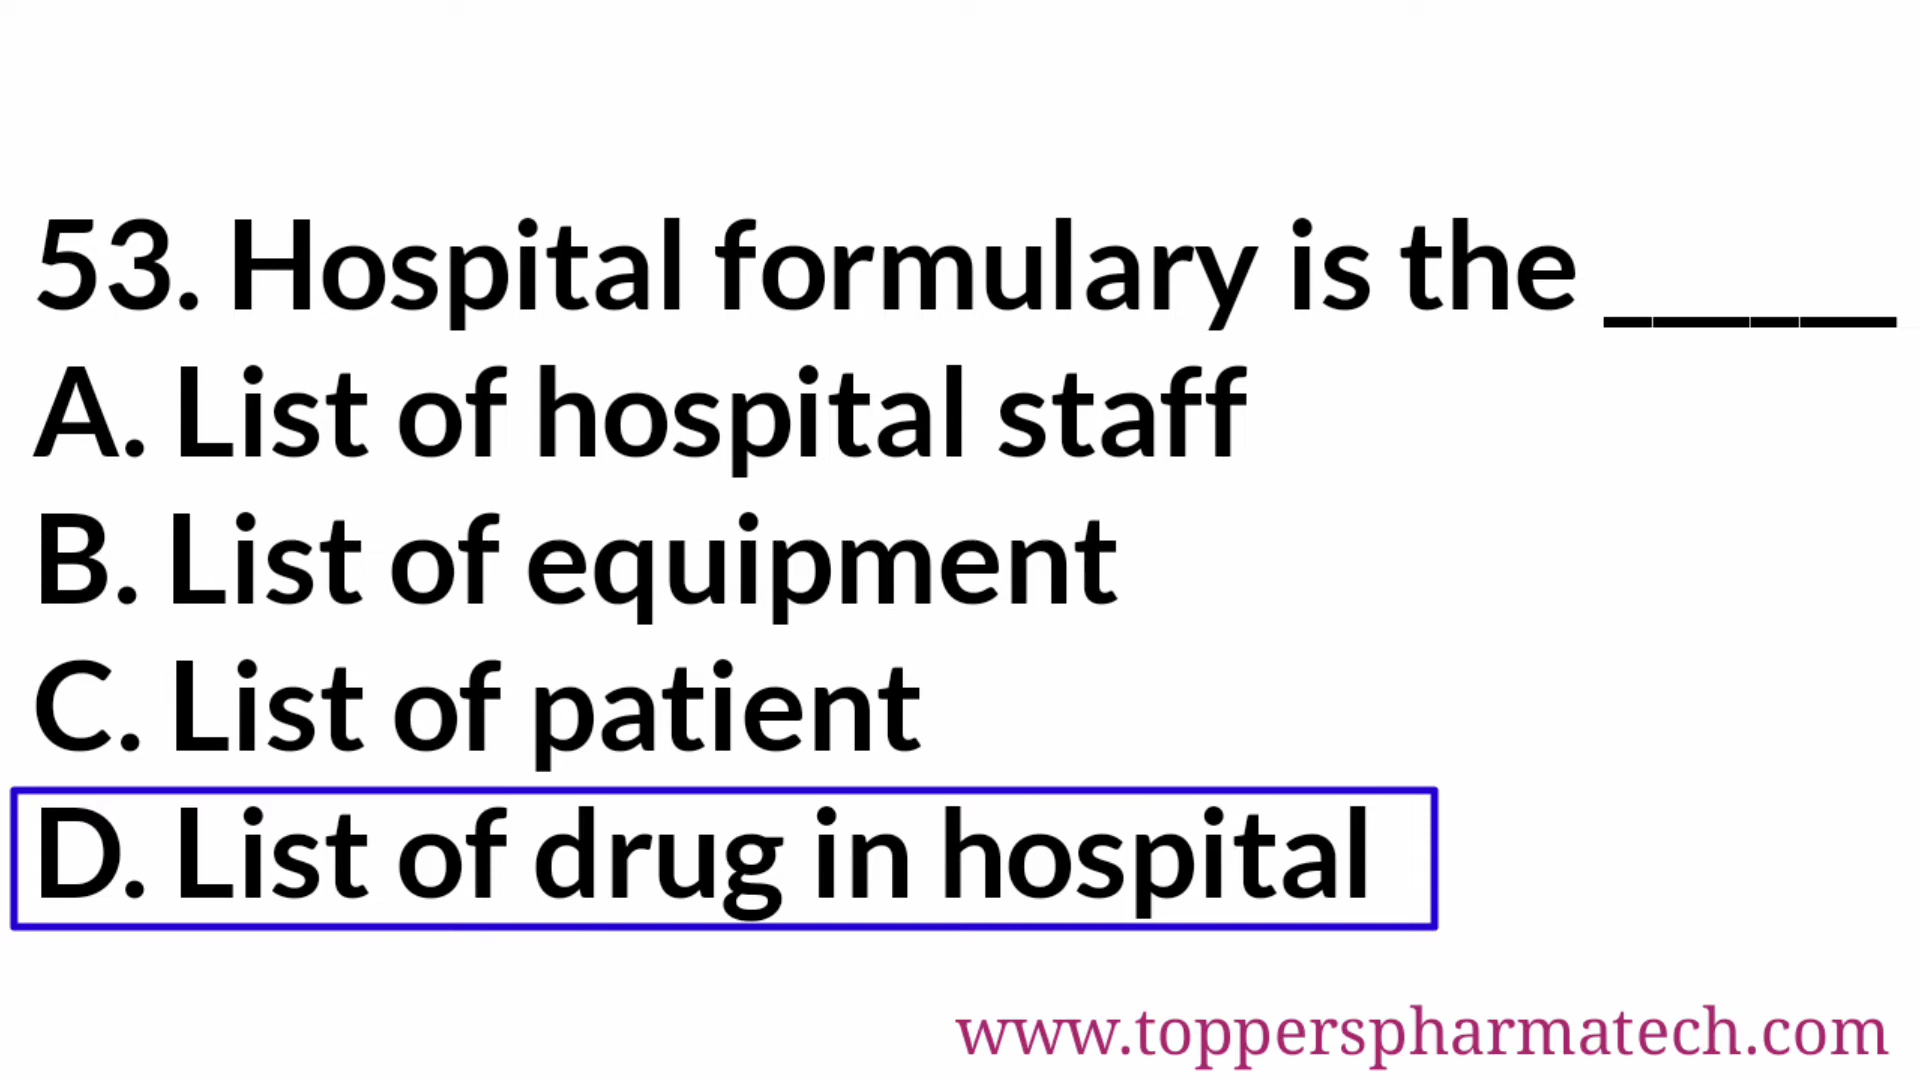 53. Hospital formulary is the ______
A. List of hospital staff
B. List of equipment
C. List of patient
D. List of drug in hospital
www.topperspharmatech.com